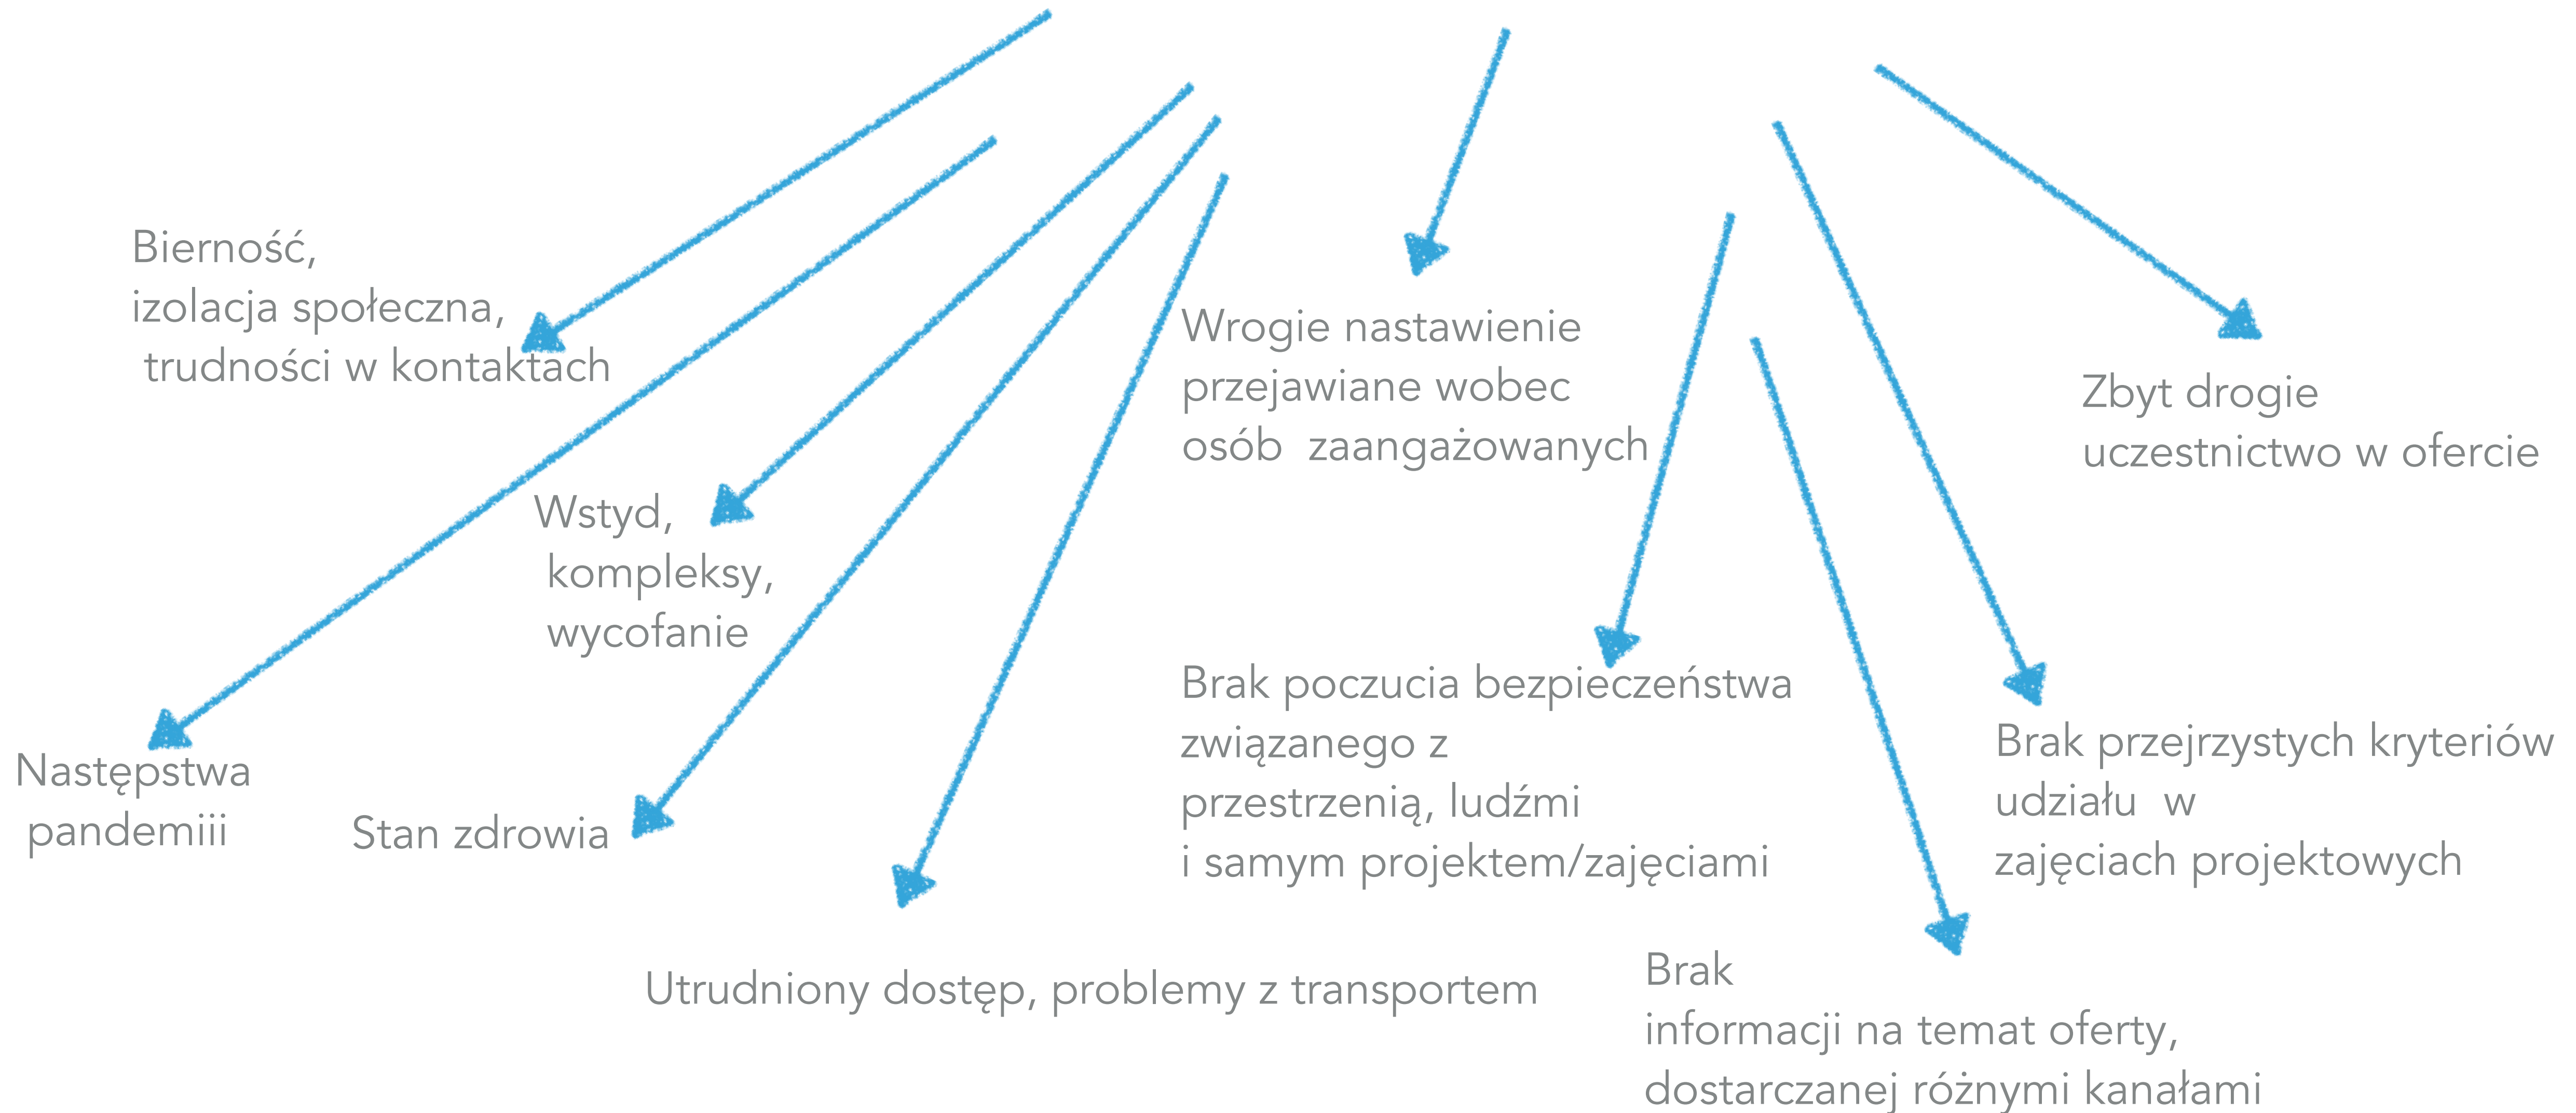 Bierność,
izolacja społeczna,
trudności w kontaktach
Wrogie nastawienie
przejawiane wobec
osób  zaangażowanych
Zbyt drogie
uczestnictwo w ofercie
Wstyd,
kompleksy,
wycofanie
Następstwa
pandemiii
Stan zdrowia
Brak poczucia bezpieczeństwa
związanego z
przestrzenią, ludźmi
i samym projektem/zajęciami
Brak przejrzystych kryteriów
udziału  w
zajęciach projektowych
Utrudniony dostęp, problemy z transportem
Brak
informacji na temat oferty,
dostarczanej różnymi kanałami